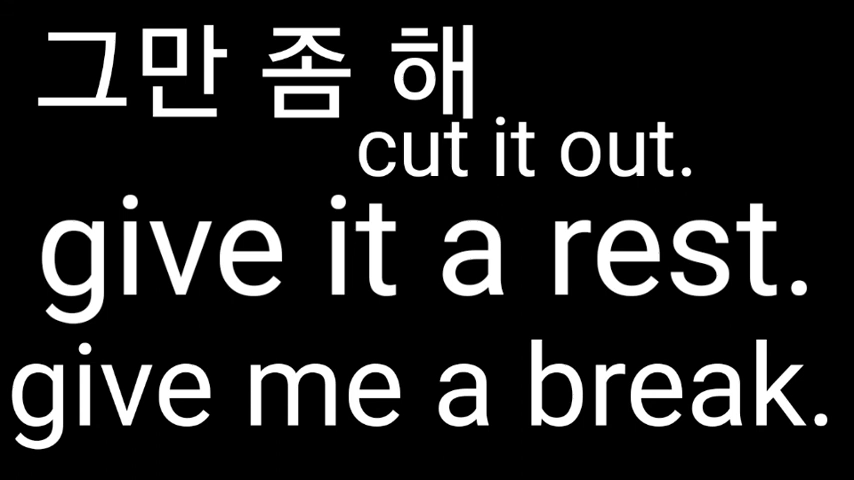 그만 좀 해
cut it out.
give it a rest.
give me a break.